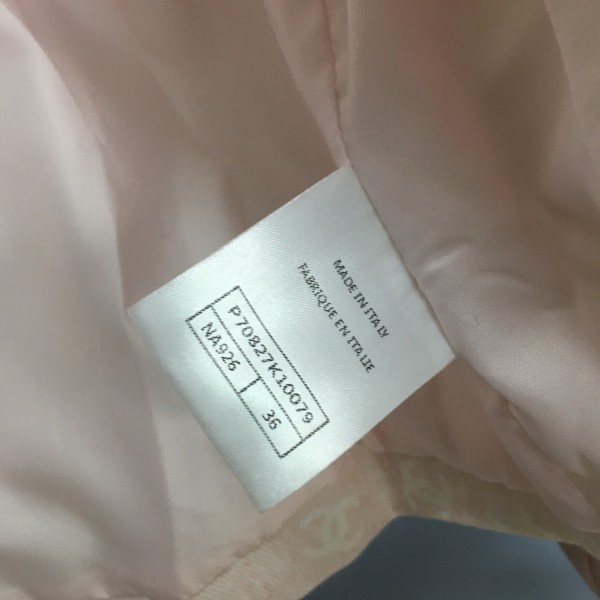 MADE IN ITALY
FABRIQUE EN ITALIE
P70827K10079
NA926 36